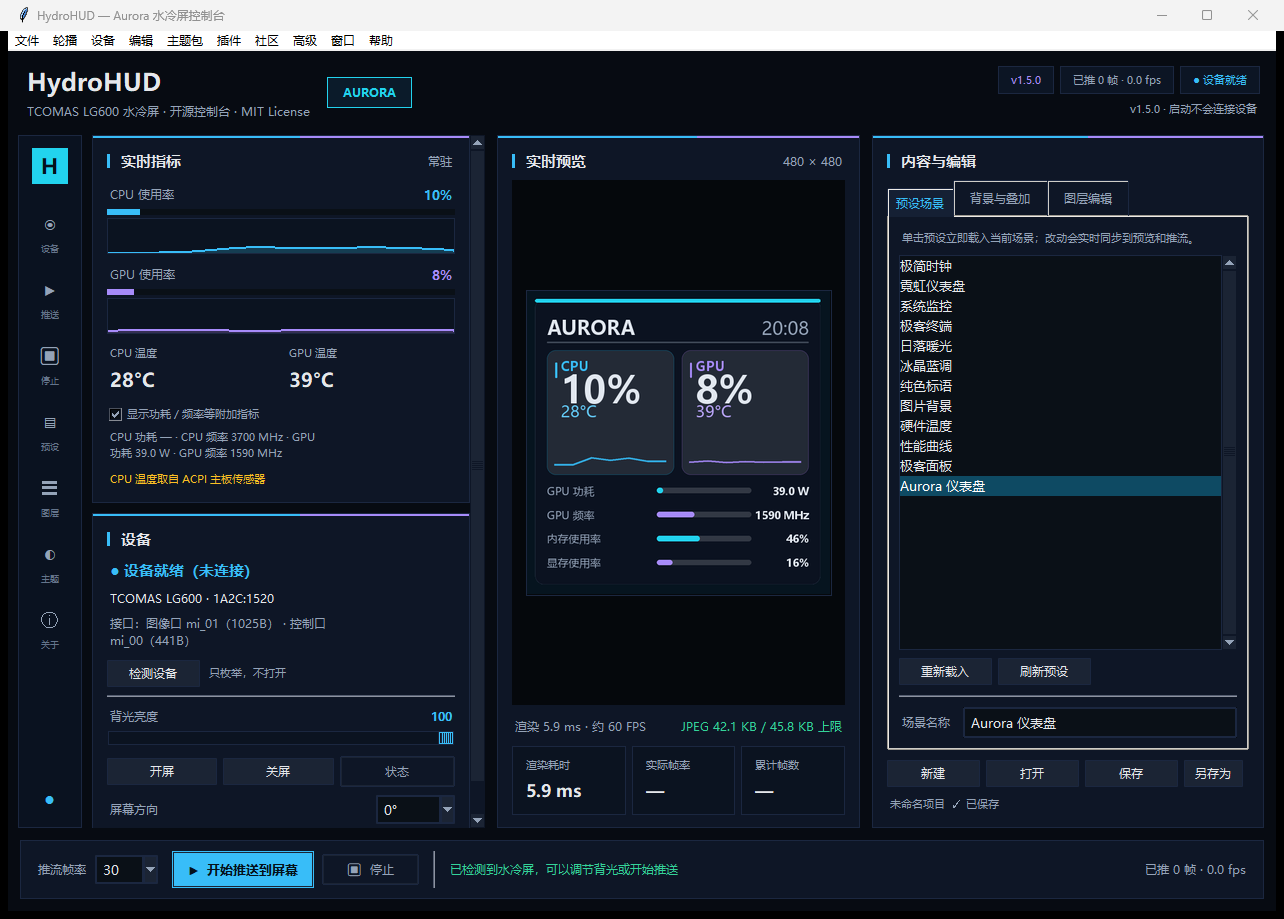 HydroHUD — Aurora 水冷屏控制台
文件 轮播 设备 编辑 主题包 插件 社区 高级 窗口 帮助
HydroHUD
TCOMAS LG600 水冷屏 · 开源控制台 · MIT License
AURORA
v1.5.0
已推 0 帧 · 0.0 fps
● 设备就绪
v1.5.0 · 启动不会连接设备
H
设备
推送
停止
预设
图层
主题
关于
实时指标
常驻
CPU 使用率
10%
GPU 使用率
8%
CPU 温度
GPU 温度
28°C
39°C
显示功耗 / 频率等附加指标
CPU 功耗 — · CPU 频率 3700 MHz · GPU
功耗 39.0 W · GPU 频率 1590 MHz
CPU 温度取自 ACPI 主板传感器
设备
● 设备就绪（未连接）
TCOMAS LG600 · 1A2C:1520
接口：图像口 mi_01（1025B） · 控制口
mi_00（441B）
检测设备
只枚举，不打开
背光亮度
100
开屏
关屏
状态
屏幕方向
0°
实时预览
480 × 480
AURORA
20:08
CPU
10%
28°C
GPU
8%
39°C
GPU 功耗
39.0 W
GPU 频率
1590 MHz
内存使用率
46%
显存使用率
16%
渲染 5.9 ms · 约 60 FPS
JPEG 42.1 KB / 45.8 KB 上限
渲染耗时
5.9 ms
实际帧率
—
累计帧数
—
内容与编辑
预设场景
背景与叠加
图层编辑
单击预设立即载入当前场景；改动会实时同步到预览和推流。
极简时钟
霓虹仪表盘
系统监控
极客终端
日落暖光
冰晶蓝调
纯色标语
图片背景
硬件温度
性能曲线
极客面板
Aurora 仪表盘
重新载入
刷新预设
场景名称
Aurora 仪表盘
新建
打开
保存
另存为
未命名项目 ✓ 已保存
推流帧率
30
▶ 开始推送到屏幕
停止
已检测到水冷屏，可以调节背光或开始推送
已推 0 帧 · 0.0 fps